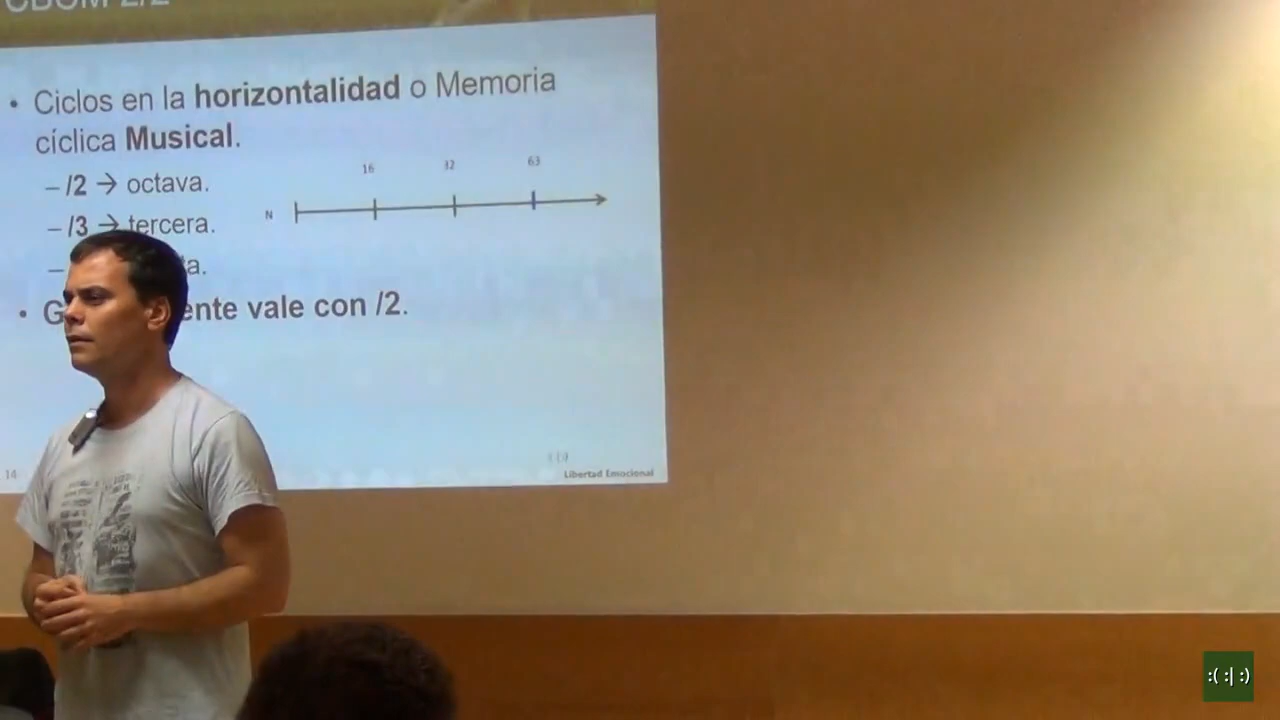 Ciclos en la horizontalidad o Memoria
cíclica Musical.
16 32 63
– /2 → octava.
N
– /3 → tercera.
ente vale con /2.
14
Libertad Emocional
:( :| :)